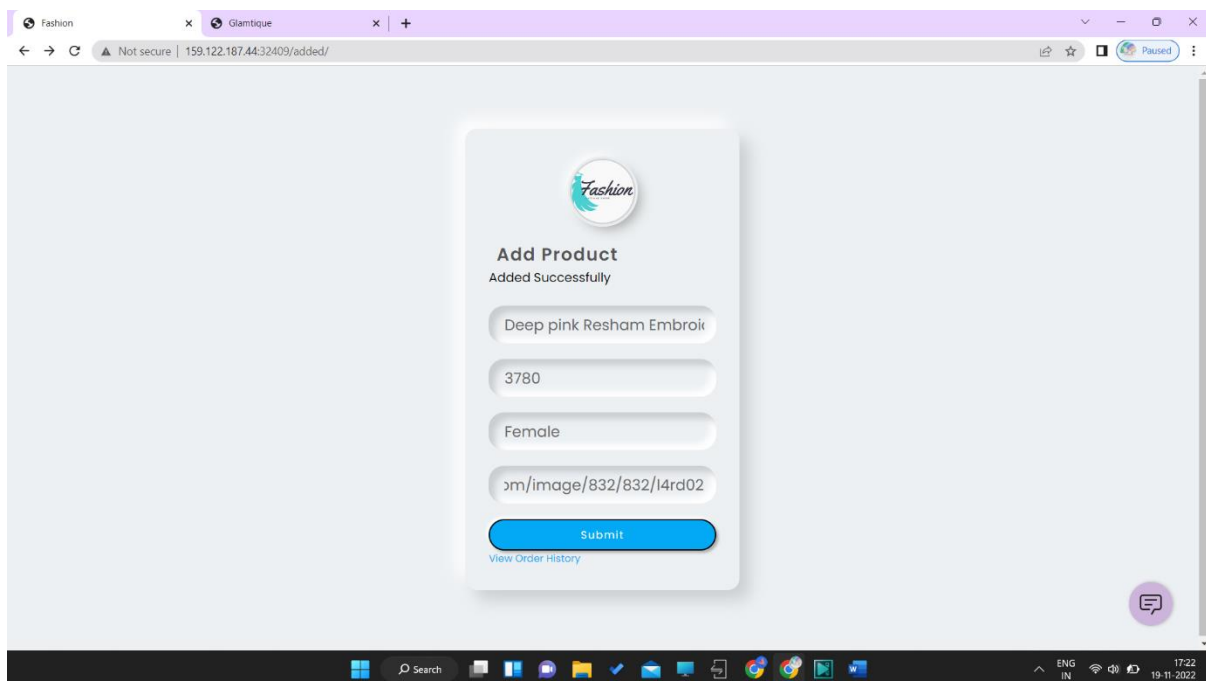 Fashion
Glamtique
Not secure
159.122.187.44:32409/added/
Paused
Fashion
Add Product
Added Successfully
Deep pink Resham Embroid
3780
Female
om/image/832/832/l4rd02
Submit
View Order History
Search
ENG
IN
17:22
19-11-2022